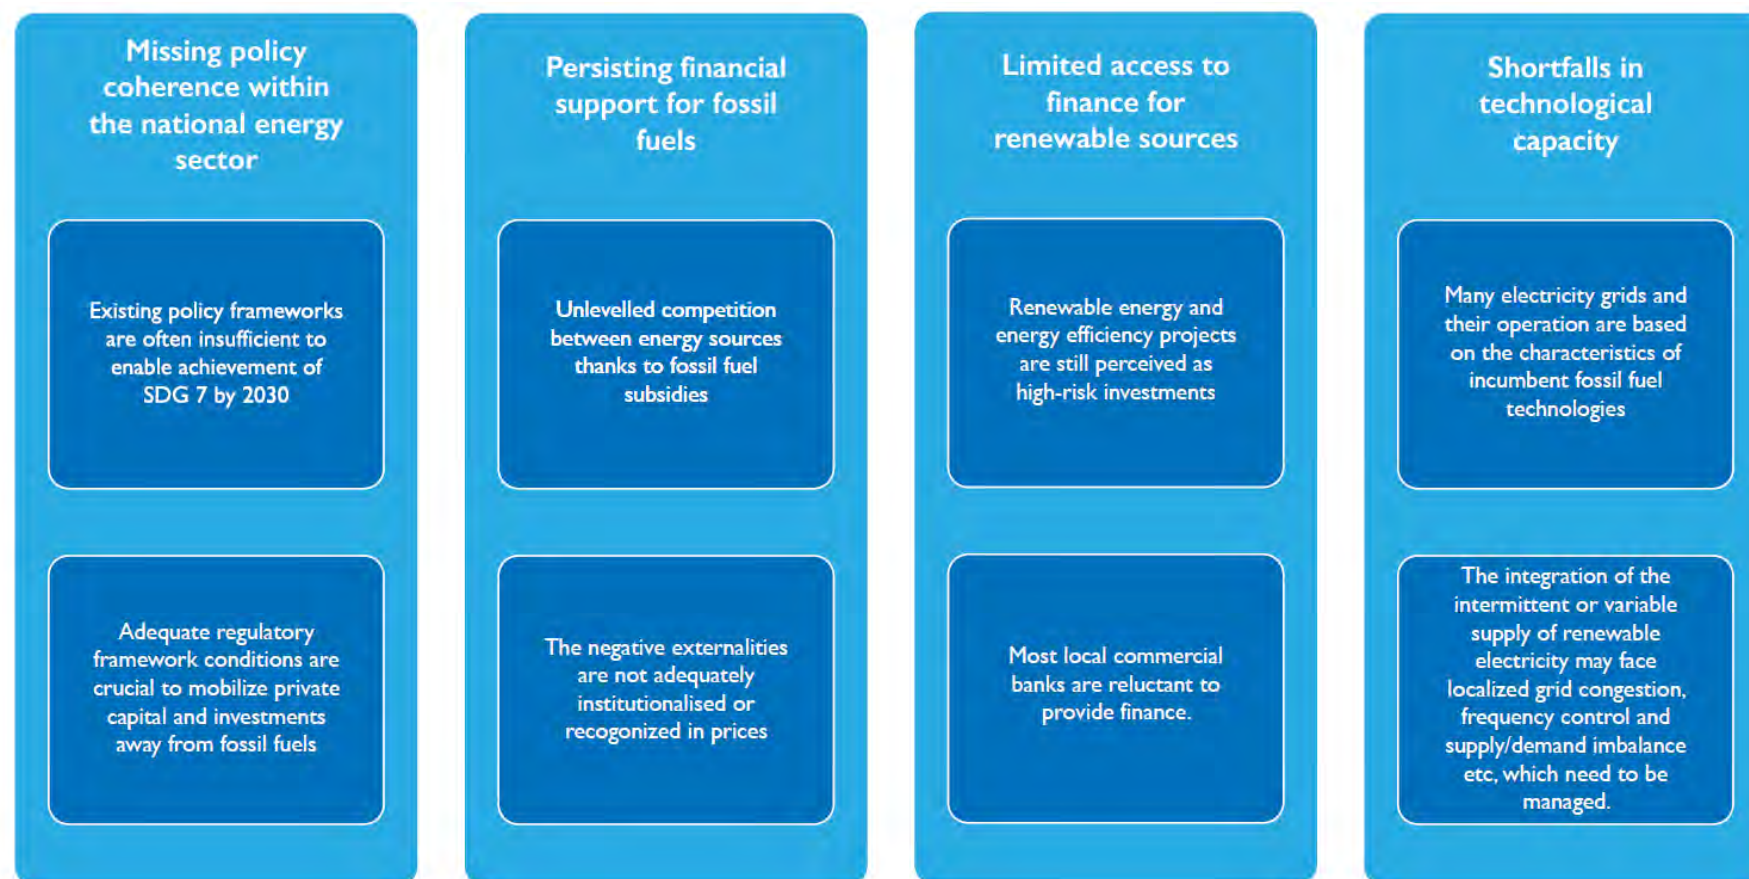 Missing policy
coherence within
the national energy
sector
Existing policy frameworks
are often insufficient to
enable achievement of
SDG 7 by 2030
Adequate regulatory
framework conditions are
crucial to mobilize private
capital and investments
away from fossil fuels
Persisting financial
support for fossil
fuels
Unlevelled competition
between energy sources
thanks to fossil fuel
subsidies
The negative externalities
are not adequately
institutionalised or
recogonized in prices
Limited access to
finance for
renewable sources
Renewable energy and
energy efficiency projects
are still perceived as
high-risk investments
Most local commercial
banks are reluctant to
provide finance.
Shortfalls in
technological
capacity
Many electricity grids and
their operation are based
on the characteristics of
incumbent fossil fuel
technologies
The integration of the
intermittent or variable
supply of renewable
electricity may face
localized grid congestion,
frequency control and
supply/demand imbalance
etc, which need to be
managed.